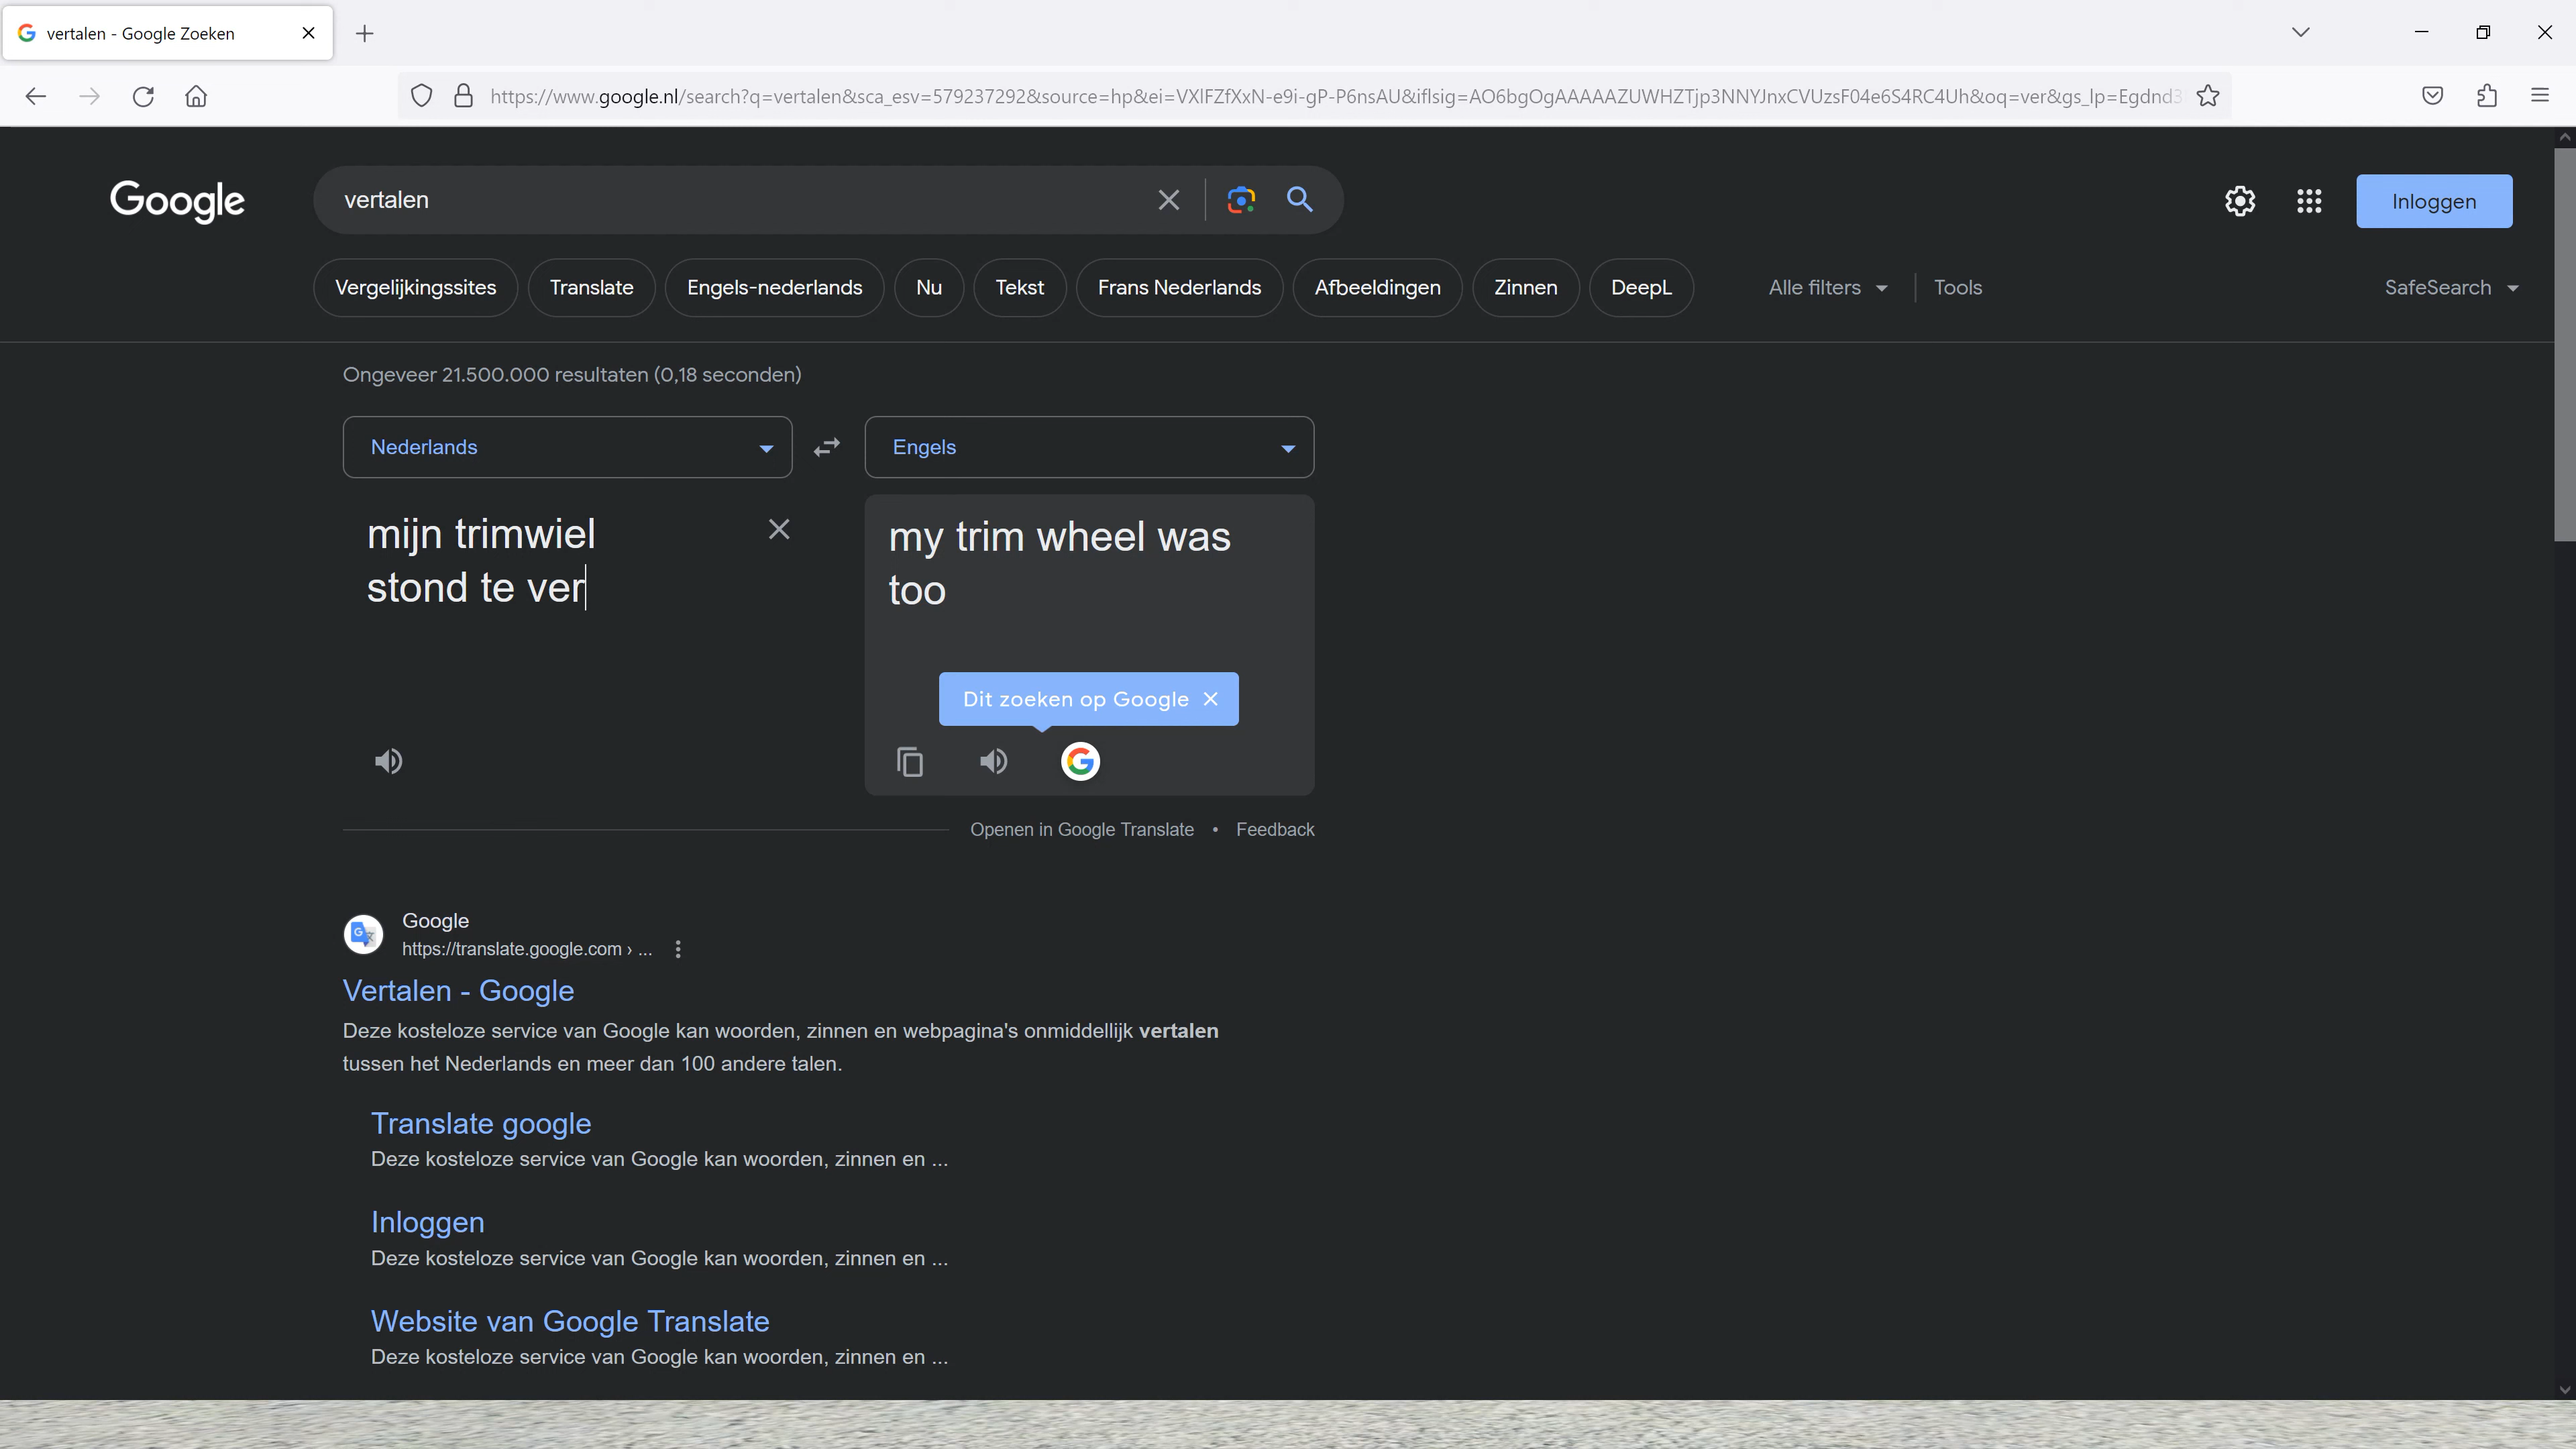 vertalen - Google Zoeken
https://www.google.nl/search?q=vertalen&sca_esv=579237292&source=hp&ei=VXlFZfXxN-e9i-gP-P6nsAU&iflsig=AO6bgOgAAAAAZUWHZTjp3NNYJnxCVUzsF04e6S4RC4Uh&oq=ver&gs_lp=Egdnd3
Google
vertalen
Inloggen
Vergelijkingssites
Translate
Engels-nederlands
Nu
Tekst
Frans Nederlands
Afbeeldingen
Zinnen
DeepL
Alle filters
Tools
SafeSearch
Ongeveer 21.500.000 resultaten (0,18 seconden)
Nederlands
Engels
mijn trimwiel
stond te ver
my trim wheel was
too
Dit zoeken op Google
Openen in Google Translate • Feedback
Google
https://translate.google.com › ...
Vertalen - Google
Deze kosteloze service van Google kan woorden, zinnen en webpagina's onmiddellijk vertalen
tussen het Nederlands en meer dan 100 andere talen.
Translate google
Deze kosteloze service van Google kan woorden, zinnen en ...
Inloggen
Deze kosteloze service van Google kan woorden, zinnen en ...
Website van Google Translate
Deze kosteloze service van Google kan woorden, zinnen en ...